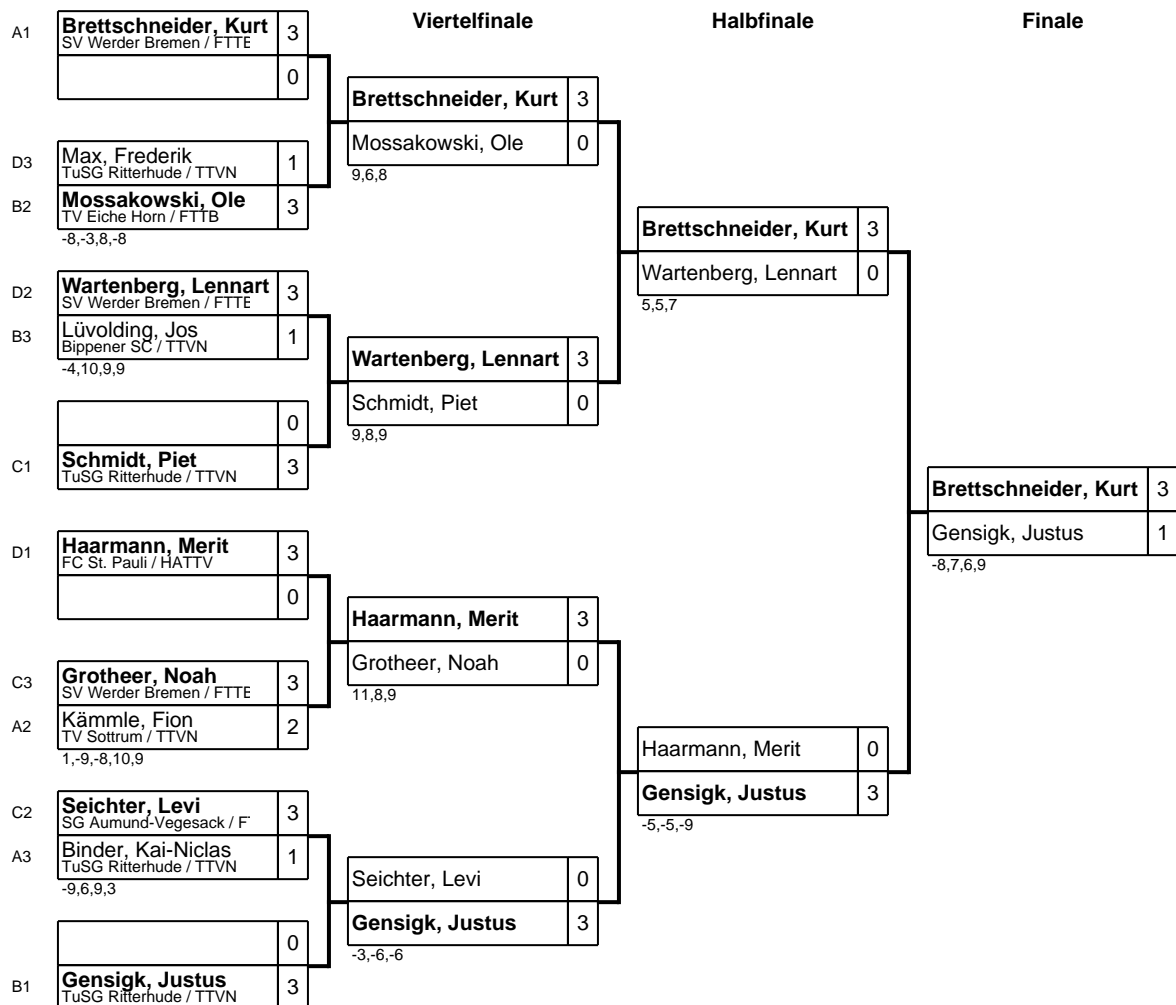 Viertelfinale
Halbfinale
Finale
A1 Brettschneider, Kurt 3
SV Werder Bremen / FTTB
0
D3 Max, Frederik 1
TuSG Ritterhude / TTVN
B2 Mossakowski, Ole 3
TV Eiche Horn / FTTB
-8,-3,8,-8
D2 Wartenberg, Lennart 3
SV Werder Bremen / FTTB
B3 Lüvolding, Jos 1
Bippener SC / TTVN
-4,10,9,9
0
C1 Schmidt, Piet 3
TuSG Ritterhude / TTVN
D1 Haarmann, Merit 3
FC St. Pauli / HATTV
0
C3 Grotheer, Noah 3
SV Werder Bremen / FTTB
A2 Kämmle, Fion 2
TV Sottrum / TTVN
1,-9,-8,10,9
C2 Seichter, Levi 3
SG Aumund-Vegesack / F
A3 Binder, Kai-Niclas 1
TuSG Ritterhude / TTVN
-9,6,9,3
0
B1 Gensigk, Justus 3
TuSG Ritterhude / TTVN
Brettschneider, Kurt 3
Mossakowski, Ole 0
9,6,8
Wartenberg, Lennart 3
Schmidt, Piet 0
9,8,9
Haarmann, Merit 3
Grotheer, Noah 0
11,8,9
Seichter, Levi 0
Gensigk, Justus 3
-3,-6,-6
Brettschneider, Kurt 3
Wartenberg, Lennart 0
5,5,7
Haarmann, Merit 0
Gensigk, Justus 3
-5,-5,-9
Brettschneider, Kurt 3
Gensigk, Justus 1
-8,7,6,9